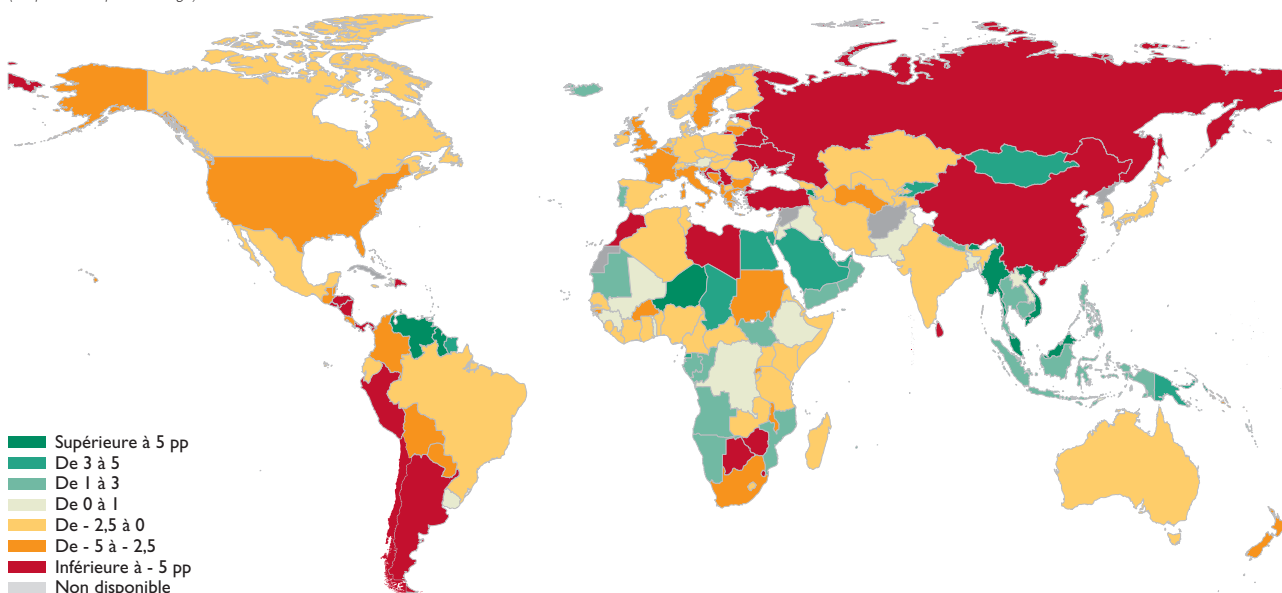 Supérieure à 5 pp
De 3 à 5
De 1 à 3
De 0 à 1
De - 2,5 à 0
De - 5 à - 2,5
Inférieure à - 5 pp
Non disponible